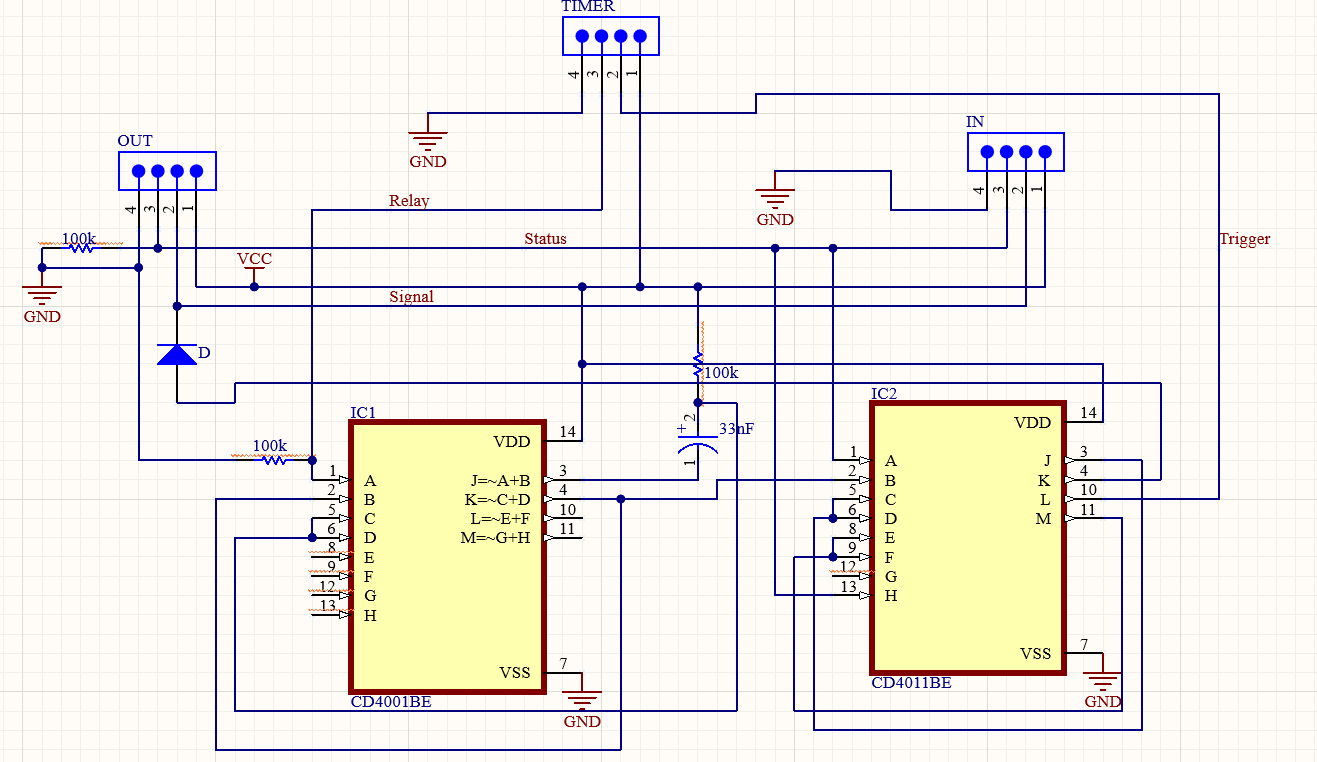 TIMER
4 3 2 1
IN
4 3 2 1
OUT
4 3 2 1
GND
GND
Relay
100k
Status
Trigger
VCC
Signal
GND
D
100k
2
+ 33nF
1
IC1
100k
VDD 14
1 A
2 B
5 C
6 D
8 E
9 F
12 G
13 H
J=~A+B 3
K=~C+D 4
L=~E+F 10
M=~G+H 11
VSS 7
CD4001BE
GND
IC2
VDD 14
1 A
2 B
5 C
6 D
8 E
9 F
12 G
13 H
J 3
K 4
L 10
M 11
VSS 7
CD4011BE
GND